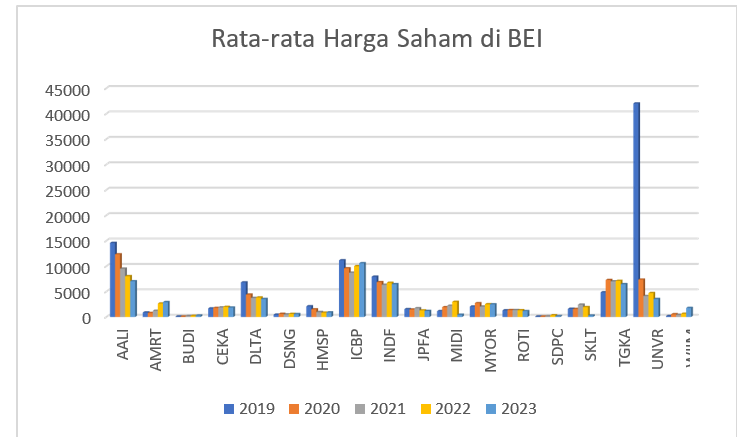 Rata-rata Harga Saham di BEI
45000
40000
35000
30000
25000
20000
15000
10000
5000
0
AALI
AMRT
BUDI
CEKA
DLTA
DSNG
HMSP
ICBP
INDF
JPFA
MIDI
MYOR
ROTI
SDPC
SKLT
TGKA
UNVR
2019 2020 2021 2022 2023